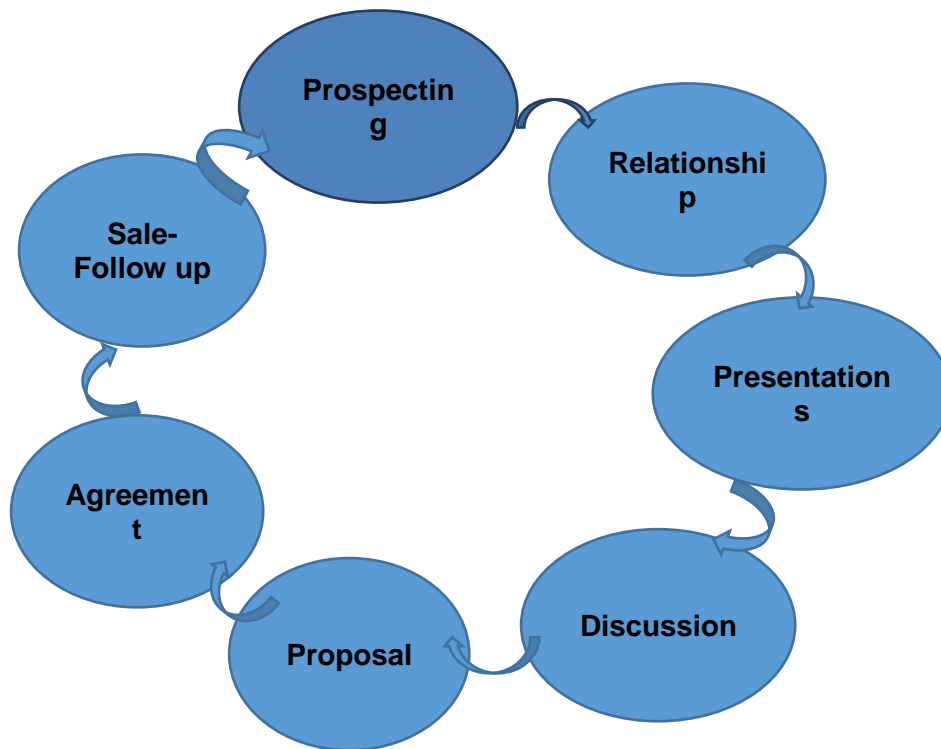 Prospectin
g
Relationshi
p
Presentation
s
Discussion
Proposal
Agreemen
t
Sale-
Follow up